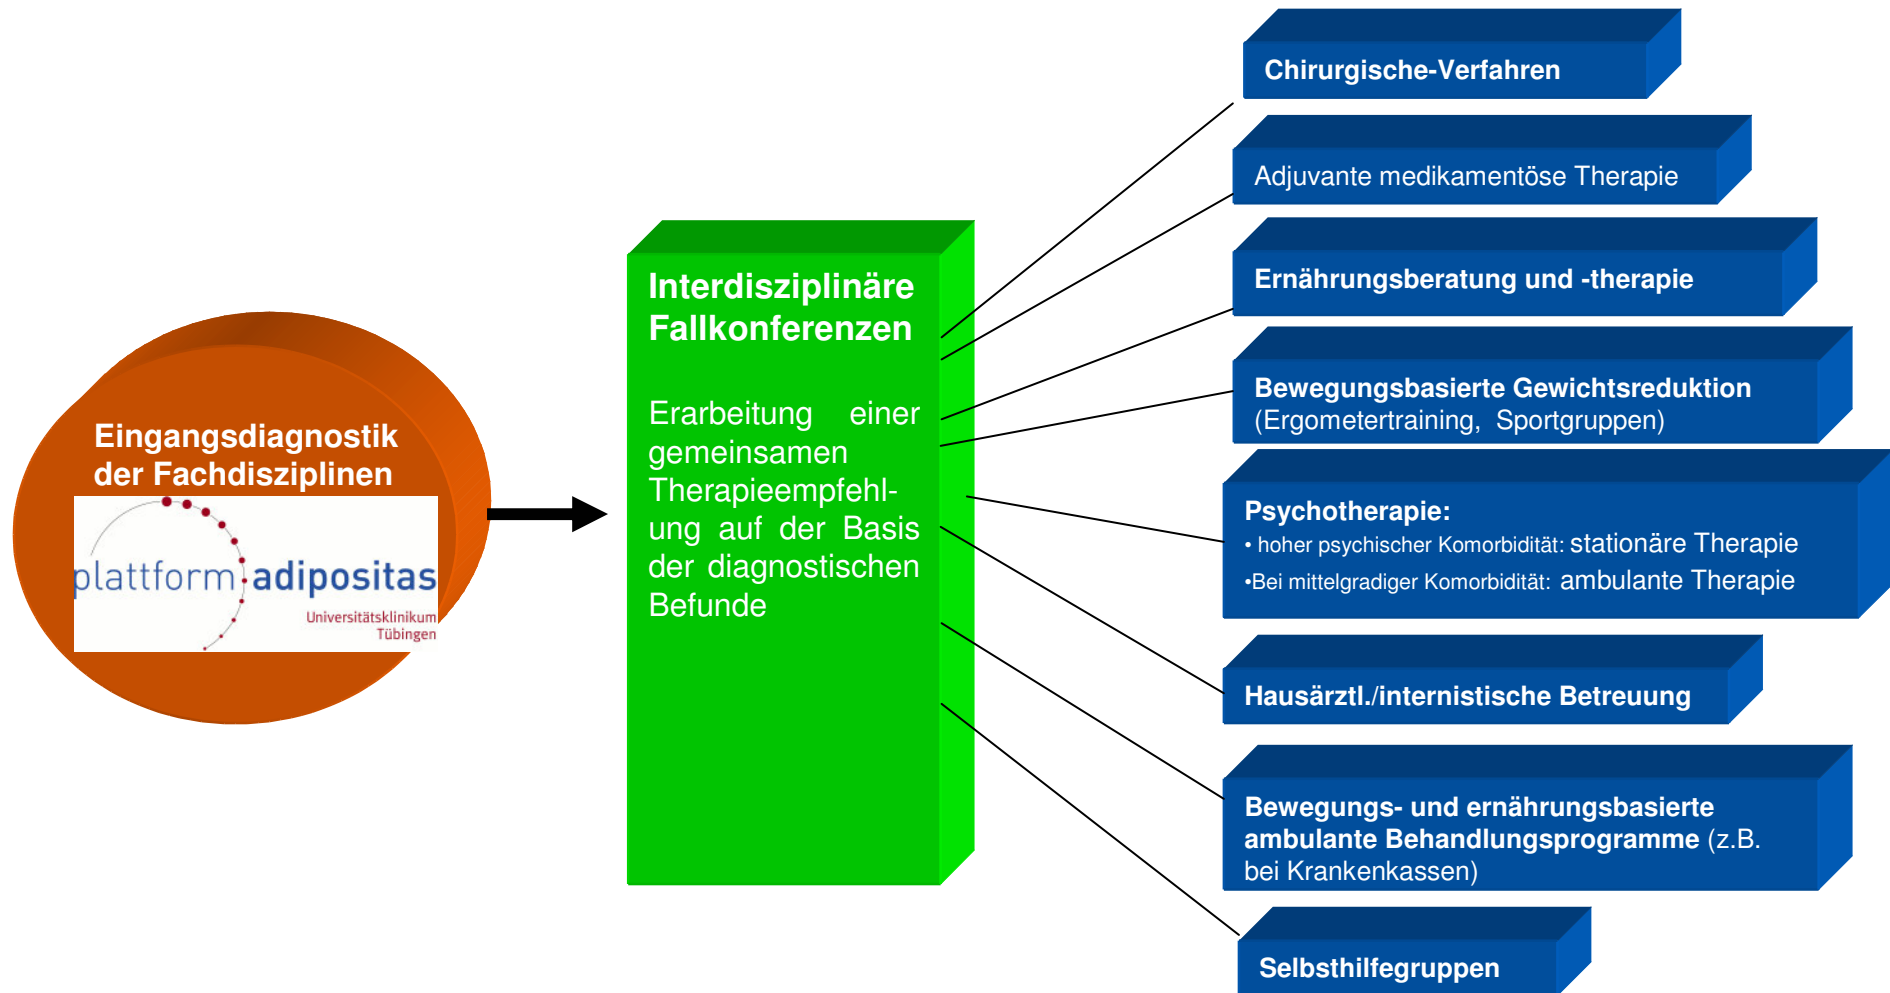 Eingangsdiagnostik
der Fachdisziplinen
plattform adipositas
Universitätsklinikum
Tübingen
Interdisziplinäre
Fallkonferenzen
Erarbeitung einer
gemeinsamen
Therapieempfehl-
ung auf der Basis
der diagnostischen
Befunde
Chirurgische-Verfahren
Adjuvante medikamentöse Therapie
Ernährungsberatung und -therapie
Bewegungsbasierte Gewichtsreduktion
(Ergometertraining, Sportgruppen)
Psychotherapie:
• hoher psychischer Komorbidität: stationäre Therapie
•Bei mittelgradiger Komorbidität: ambulante Therapie
Hausärztl./internistische Betreuung
Bewegungs- und ernährungsbasierte
ambulante Behandlungsprogramme (z.B.
bei Krankenkassen)
Selbsthilfegruppen